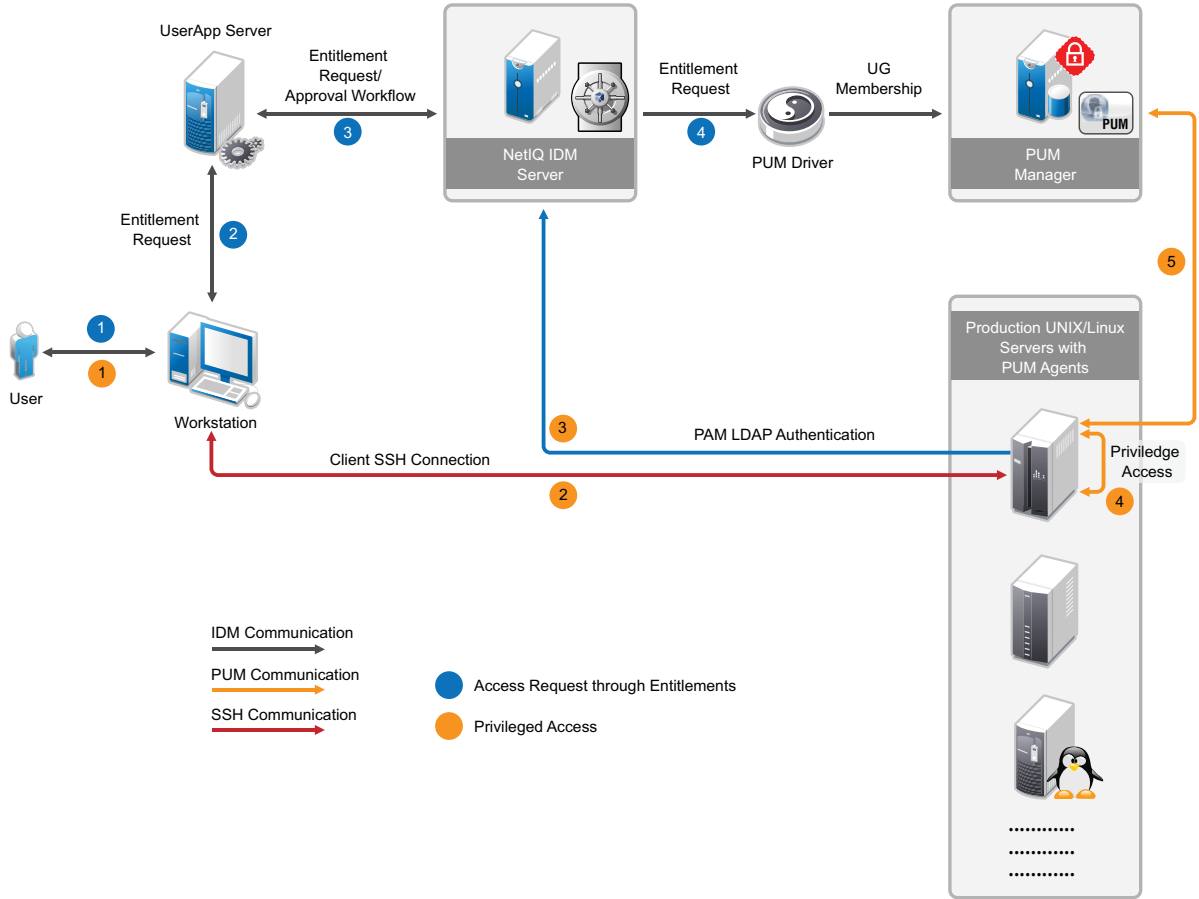 UserApp Server
Entitlement
Request/
Approval Workflow
3
NetIQ IDM
Server
Entitlement
Request
4
PUM Driver
UG
Membership
PUM
PUM
Manager
Entitlement
Request
2
5
1
1
User
Workstation
Production UNIX/Linux
Servers with
PUM Agents
3
PAM LDAP Authentication
Client SSH Connection
2
Priviledge
Access
4
IDM Communication
PUM Communication
SSH Communication
Access Request through Entitlements
Privileged Access